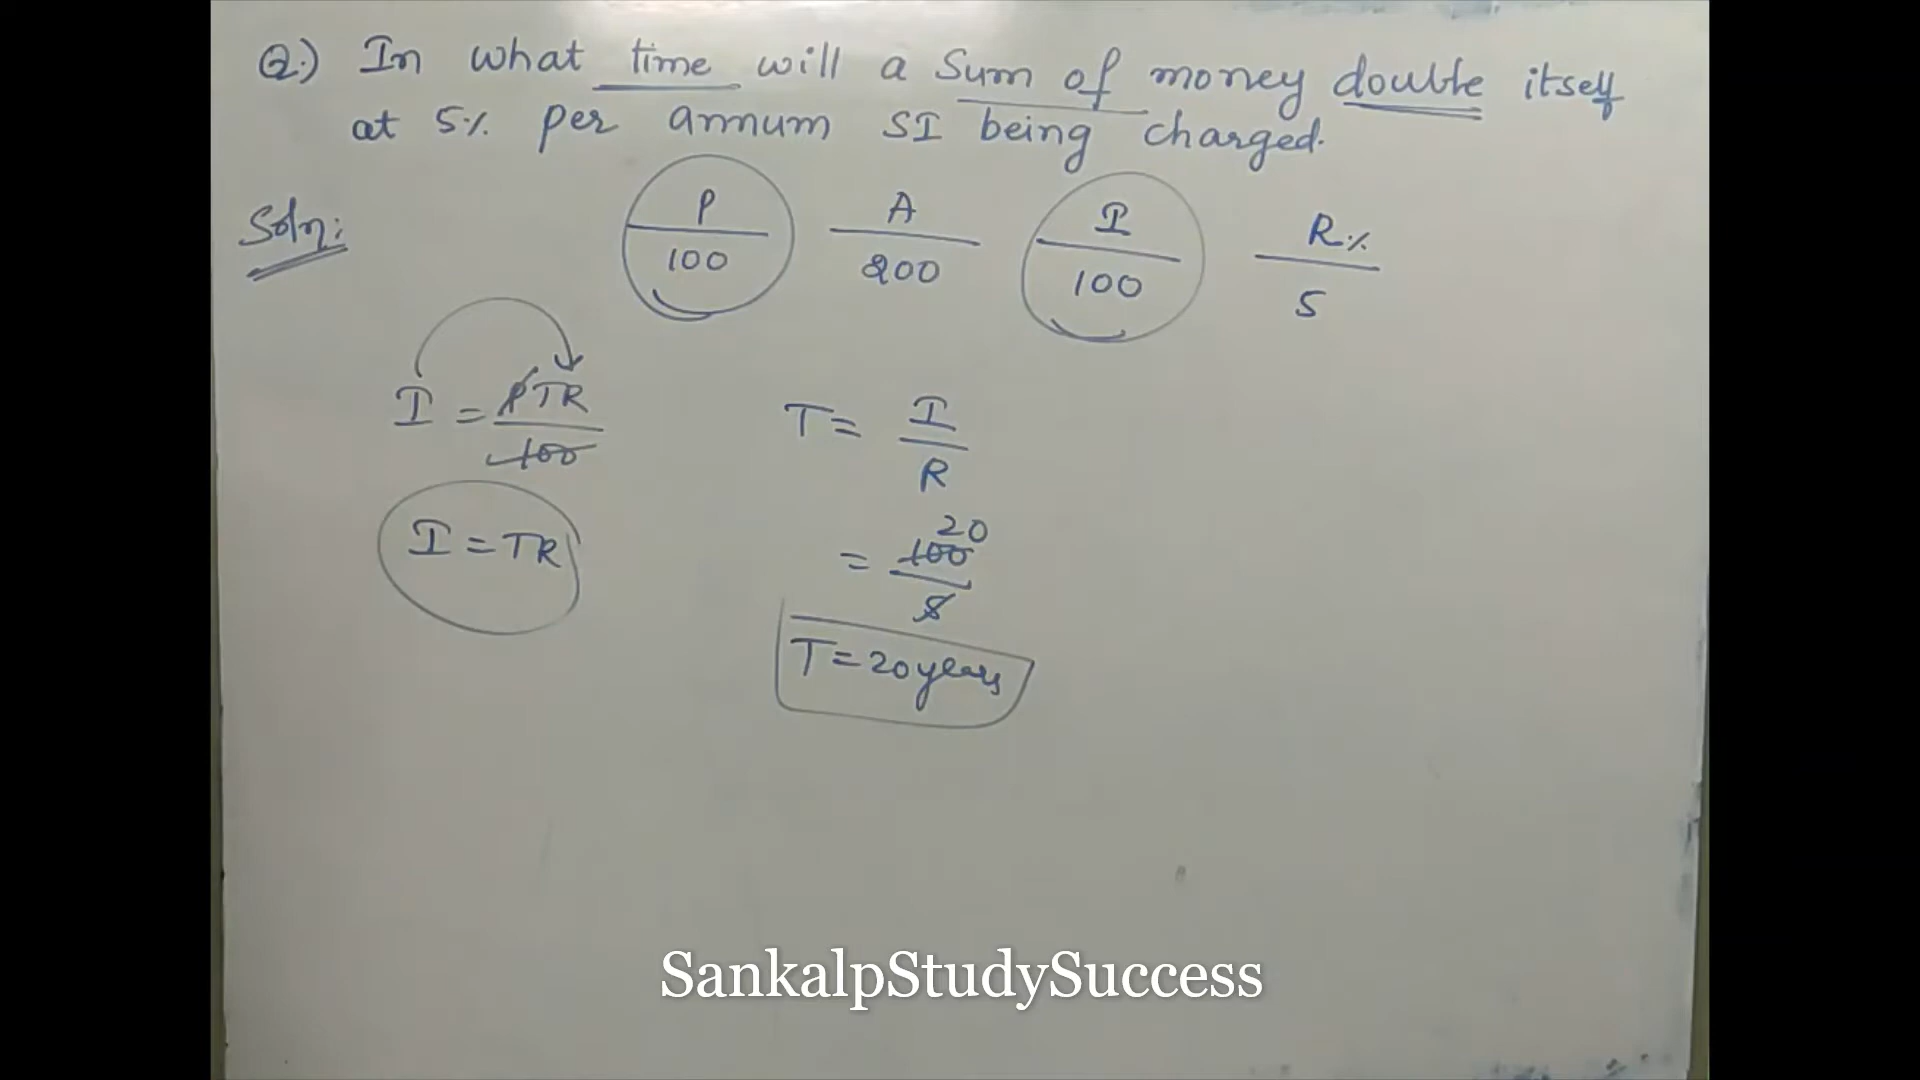 Q.) In what time will a Sum of money double itself
at 5% per annum SI being charged.
Soln:
P A I R%
100 200 100 5
I = PTR / 100
T = I / R
I = TR
= 100 / 5
20
T = 20 years
SankalpStudySuccess